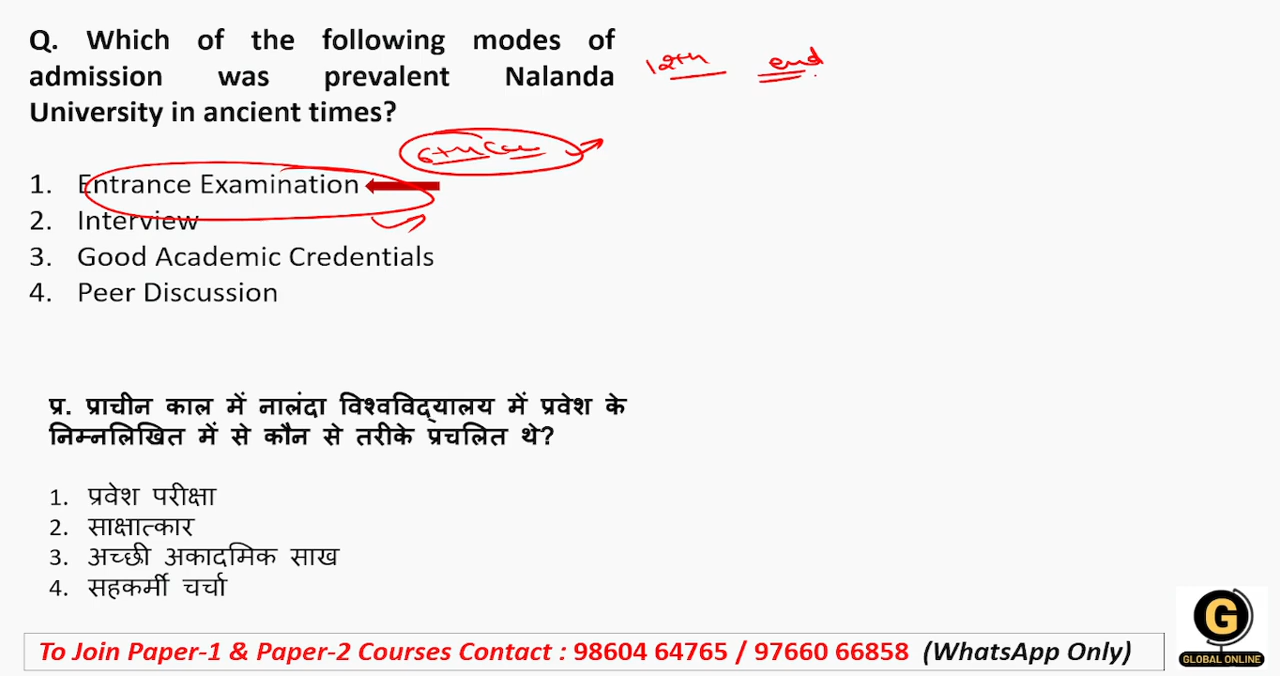 Q. Which of the following modes of
admission was prevalent Nalanda
University in ancient times?
12th end
1. Entrance Examination
2. Interview
3. Good Academic Credentials
4. Peer Discussion
प्र. प्राचीन काल में नालंदा विश्वविद्यालय में प्रवेश के
निम्नलिखित में से कौन से तरीके प्रचलित थे?
1. प्रवेश परीक्षा
2. साक्षात्कार
3. अच्छी अकादमिक साख
4. सहकर्मी चर्चा
To Join Paper-1 & Paper-2 Courses Contact : 98604 64765 / 97660 66858 (WhatsApp Only)
G
GLOBAL ONLINE